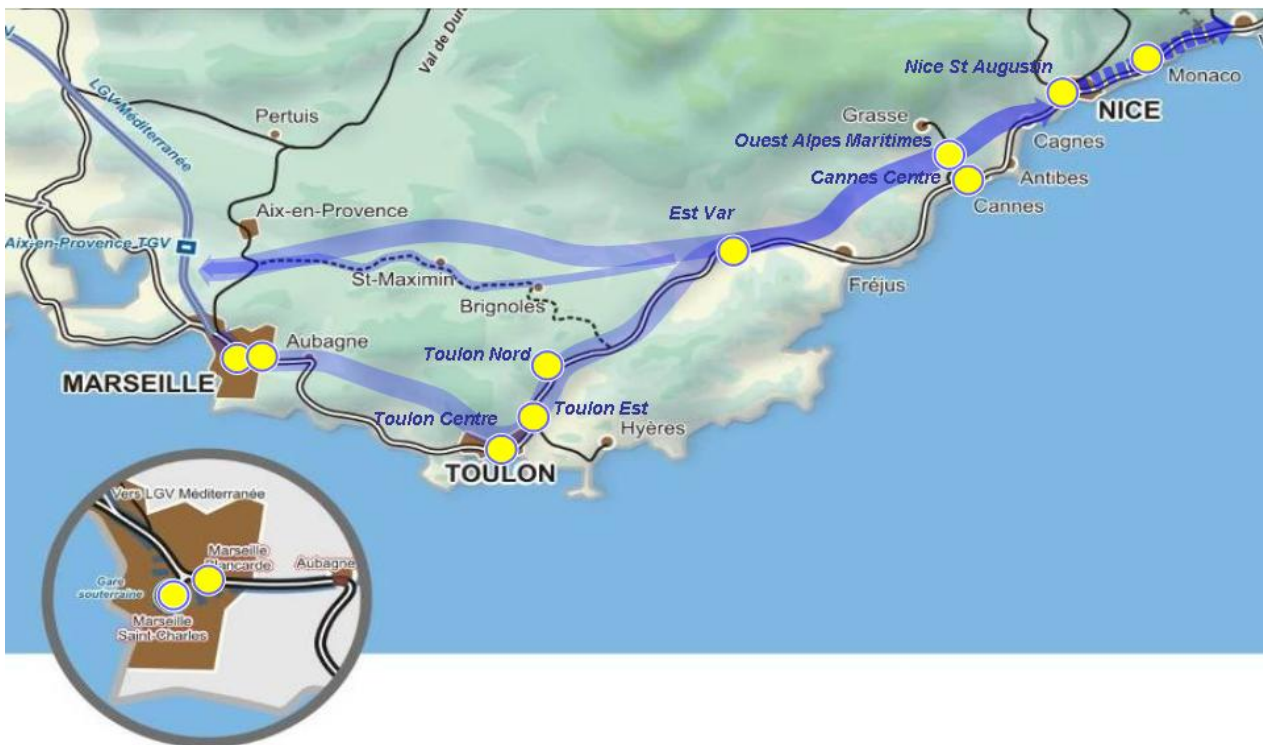 Val de Dura
LGV Méditerranée
Nice St Augustin
Monaco
NICE
Pertuis
Grasse
Cagnes
Ouest Alpes Maritimes
Cannes Centre
Antibes
Cannes
Aix-en-Provence
Est Var
Aix-en-Provence TGV
St-Maximin
Brignoles
Fréjus
Aubagne
Toulon Nord
MARSEILLE
Toulon Centre
Toulon Est
Hyères
TOULON
Vers LGV Méditerranée
Marseille
Blancarde
Aubagne
Gare
souterraine
Marseille
Saint-Charles